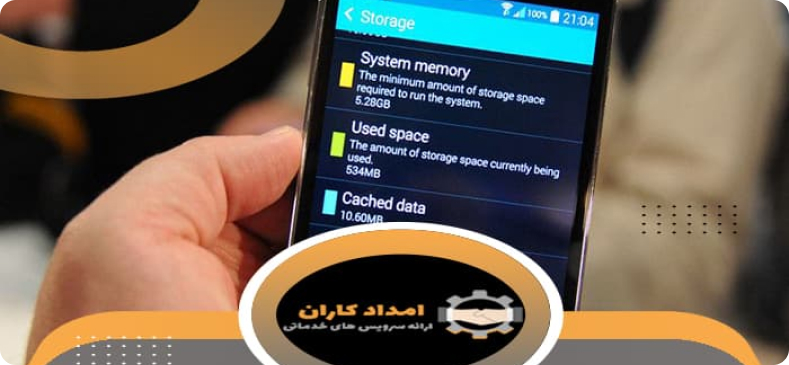 100% 21:04
Storage
System memory
The minimum amount of storage space
required to run the system.
5.28GB
Used space
The amount of storage space currently being
used.
534MB
Cached data
10.60MB
امداد کاران
ارائه سرویس های خدماتی